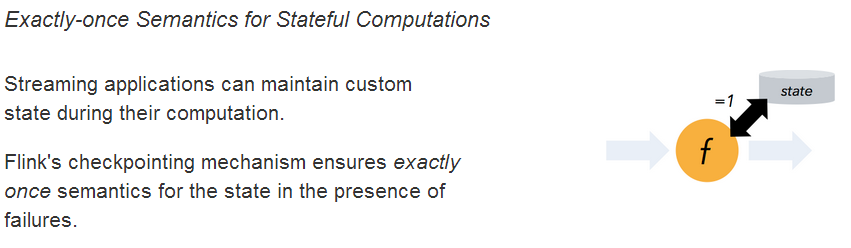 Exactly-once Semantics for Stateful Computations
Streaming applications can maintain custom
state during their computation.
Flink's checkpointing mechanism ensures exactly
once semantics for the state in the presence of
failures.
state
=1
f